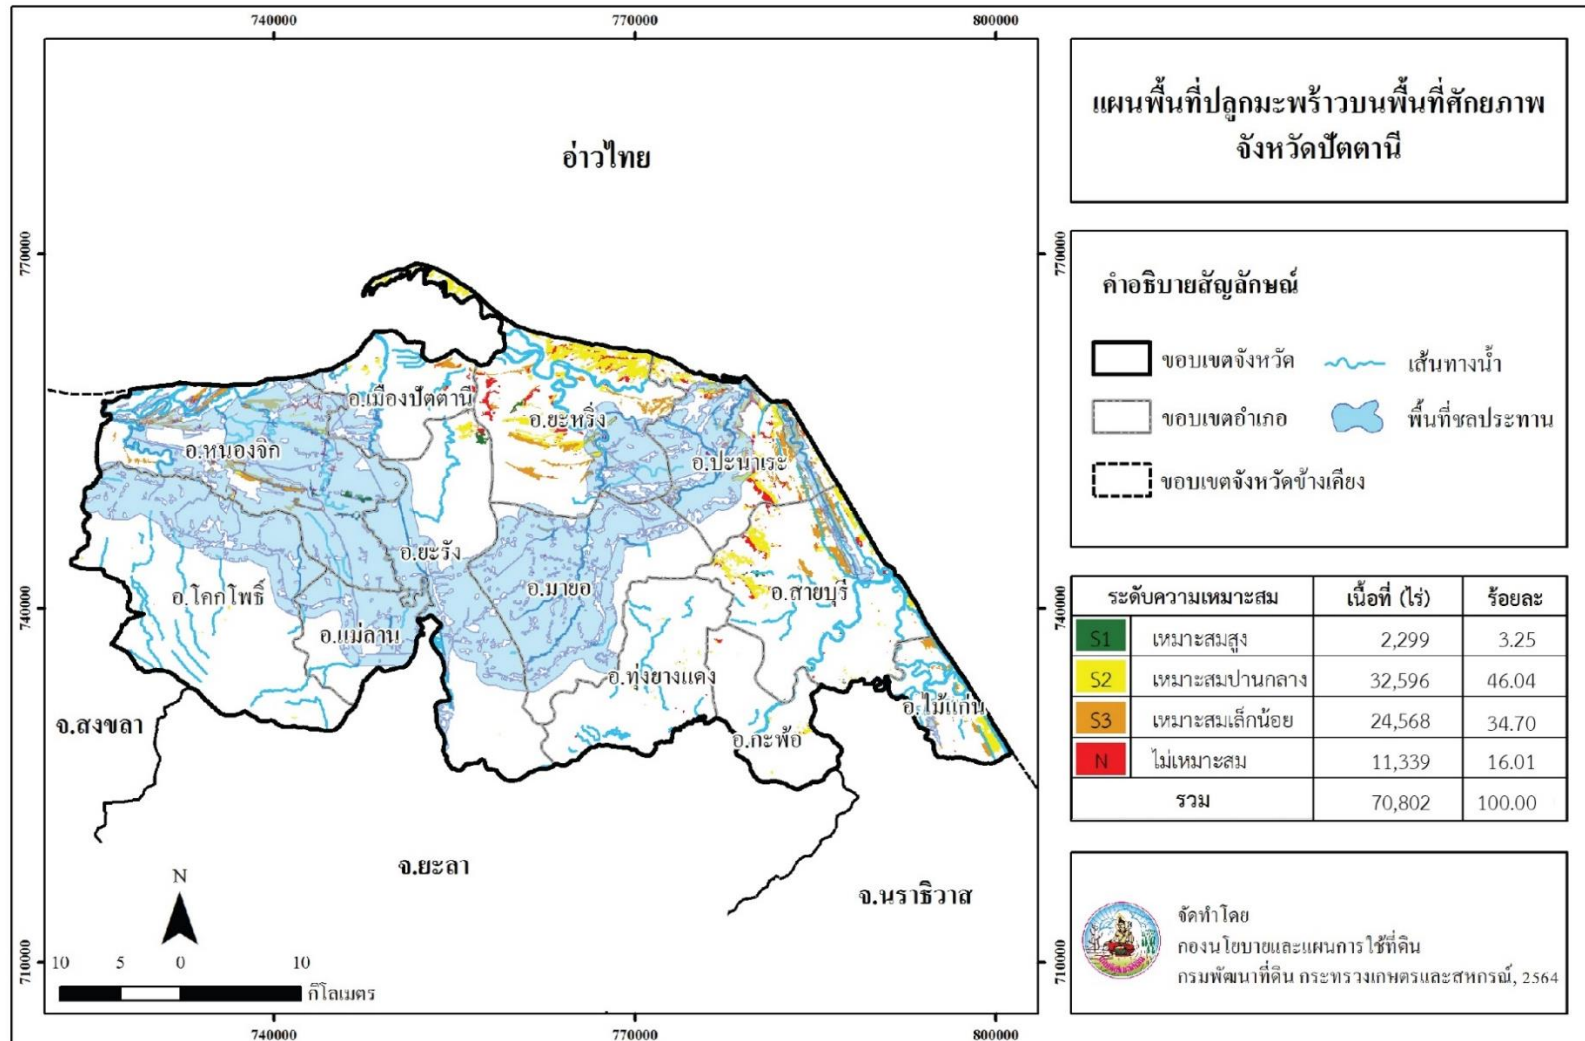 740000
770000
800000
แผนพื้นที่ปลูกมะพร้าวบนพื้นที่ศักยภาพ
จังหวัดปัตตานี
อ่าวไทย
770000
770000
คำอธิบายสัญลักษณ์
ขอบเขตจังหวัด
เส้นทางน้ำ
ขอบเขตอำเภอ
พื้นที่ชลประทาน
ขอบเขตจังหวัดข้างเคียง
อ.เมืองปัตตานี
อ.ยะหริ่ง
อ.หนองจิก
อ.ปะนาเระ
อ.ยะรัง
อ.มายอ
อ.สายบุรี
อ.โคกโพธิ์
อ.แม่ลาน
อ.ทุ่งยางแดง
อ.ไม้แก่น
อ.กะพ้อ
740000
740000
ระดับความเหมาะสม เนื้อที่ (ไร่) ร้อยละ
S1 เหมาะสมสูง 2,299 3.25
S2 เหมาะสมปานกลาง 32,596 46.04
S3 เหมาะสมเล็กน้อย 24,568 34.70
N ไม่เหมาะสม 11,339 16.01
รวม 70,802 100.00
จ.สงขลา
จ.ยะลา
จ.นราธิวาส
N
10 5 0 10
กิโลเมตร
710000
710000
จัดทำโดย
กองนโยบายและแผนการใช้ที่ดิน
กรมพัฒนาที่ดิน กระทรวงเกษตรและสหกรณ์, 2564
740000
770000
800000